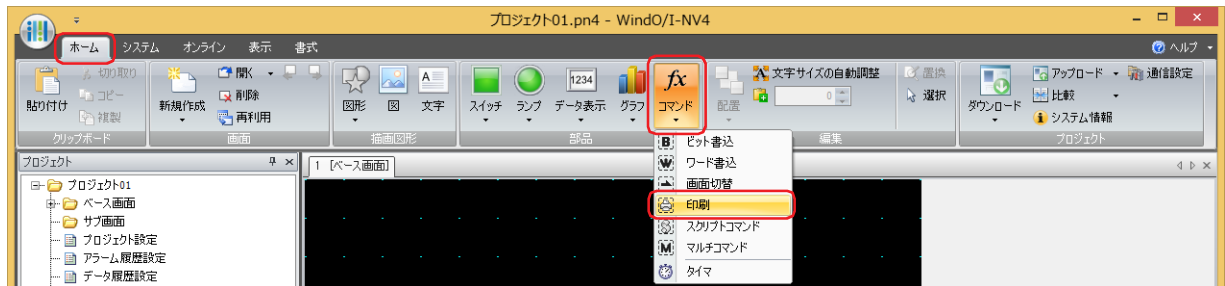 プロジェクト01.pn4 - WindO/I-NV4
ホーム システム オンライン 表示 書式 ヘルプ
貼り付け 切り取り コピー 複製
クリップボード
新規作成 開く 削除 再利用
画面
図形 図 文字
描画図形
スイッチ ランプ 1234 データ表示 グラフ fx コマンド
部品
配置 文字サイズの自動調整 0 置換 選択
編集
ダウンロード アップロード 比較 システム情報 通信設定
プロジェクト
B ビット書込
W ワード書込
画面切替
印刷
S スクリプトコマンド
M マルチコマンド
タイマ
プロジェクト
プロジェクト01
ベース画面
サブ画面
プロジェクト設定
アラーム履歴設定
データ履歴設定
1 [ベース画面]